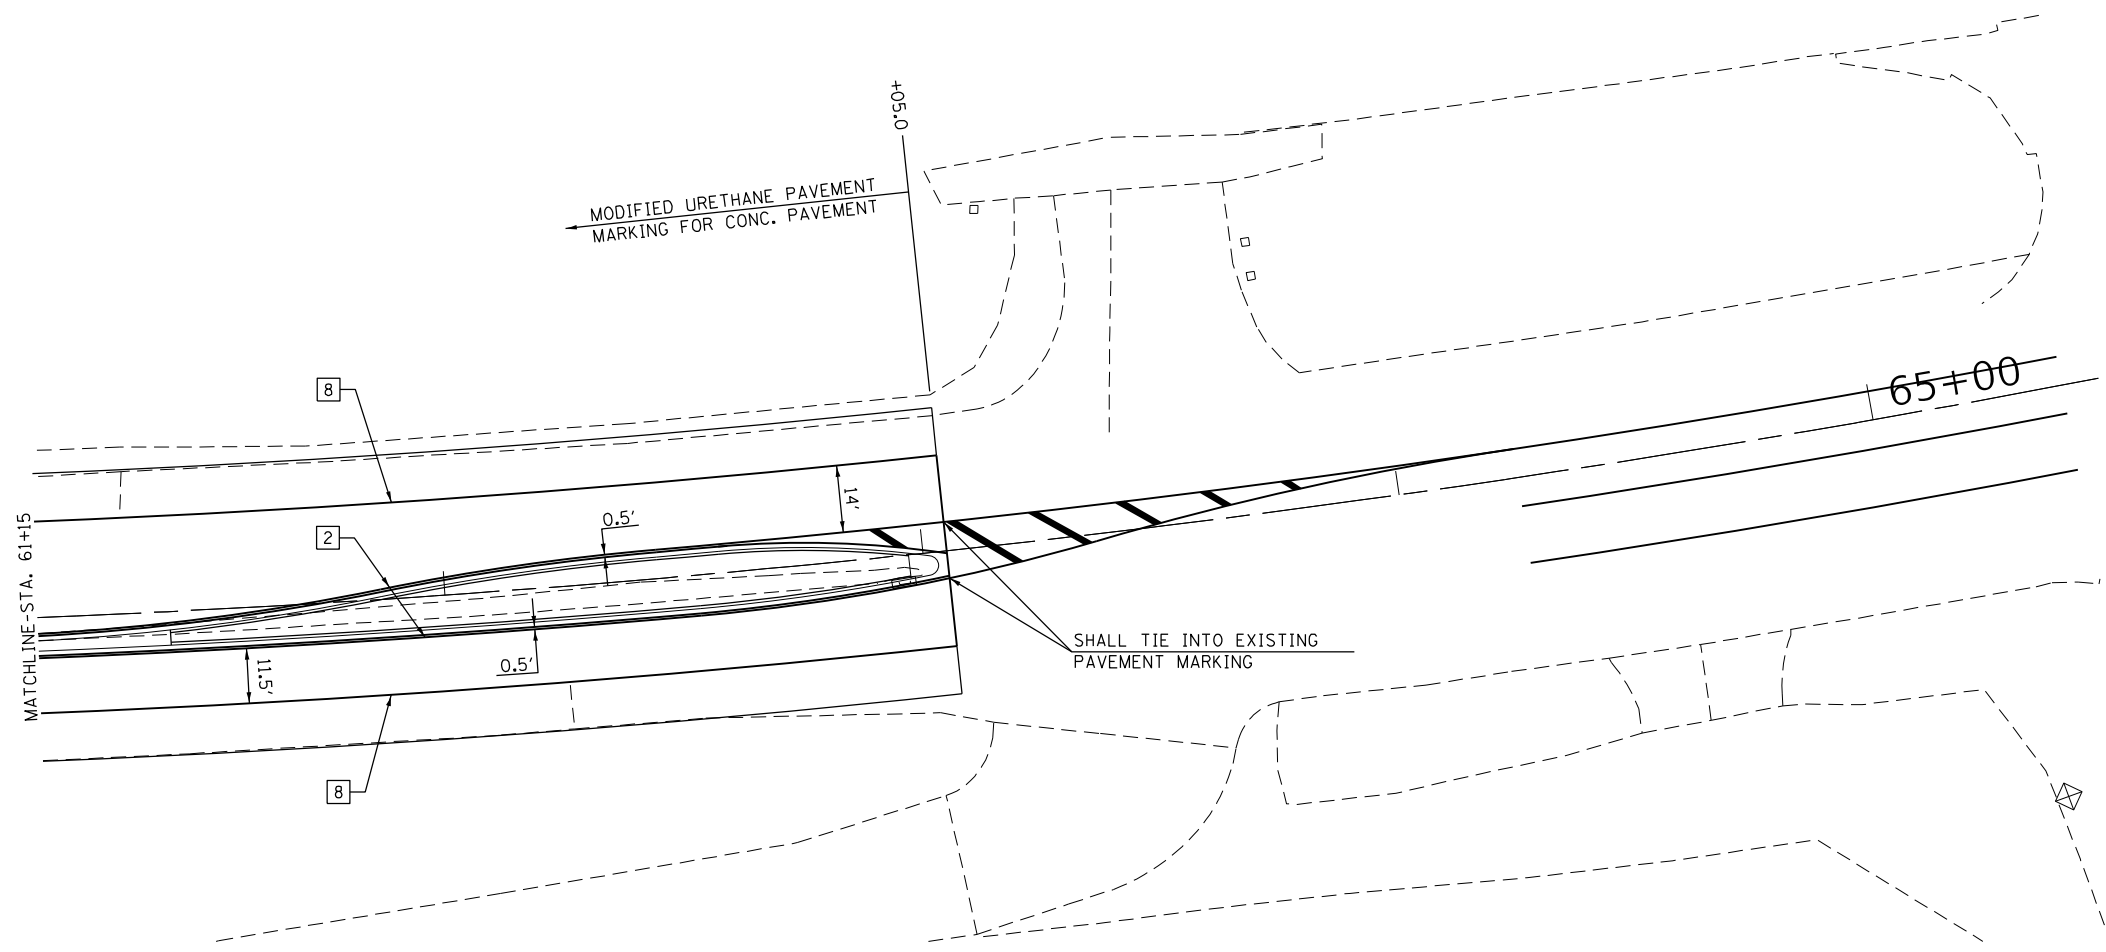 +05.0
MODIFIED URETHANE PAVEMENT
MARKING FOR CONC. PAVEMENT
65+00
8
14'
0.5'
2
MATCHLINE-STA. 61+15
SHALL TIE INTO EXISTING
PAVEMENT MARKING
0.5'
11.5'
8